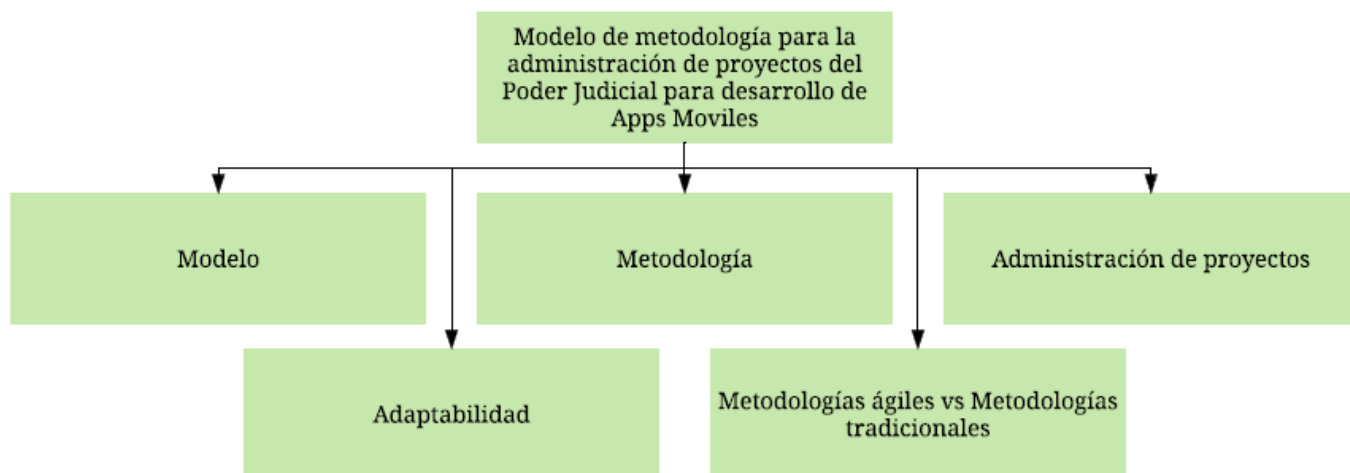 Modelo de metodología para la
administración de proyectos del
Poder Judicial para desarrollo de
Apps Moviles
Modelo
Metodología
Administración de proyectos
Adaptabilidad
Metodologías ágiles vs Metodologías
tradicionales